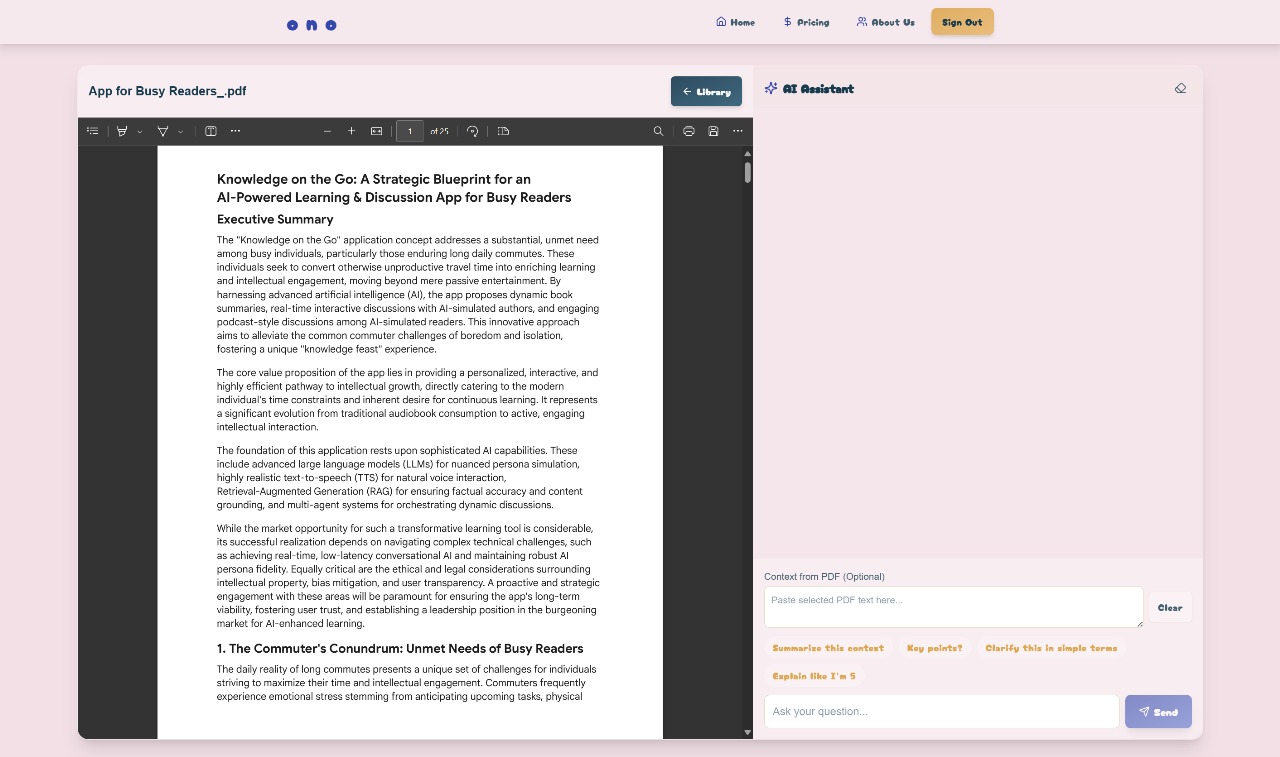 ono
Home
Pricing
About Us
Sign Out
App for Busy Readers_.pdf
Library
1 of 25
Knowledge on the Go: A Strategic Blueprint for an
AI-Powered Learning & Discussion App for Busy Readers
Executive Summary
The "Knowledge on the Go" application concept addresses a substantial, unmet need
among busy individuals, particularly those enduring long daily commutes. These
individuals seek to convert otherwise unproductive travel time into enriching learning
and intellectual engagement, moving beyond mere passive entertainment. By
harnessing advanced artificial intelligence (AI), the app proposes dynamic book
summaries, real-time interactive discussions with AI-simulated authors, and engaging
podcast-style discussions among AI-simulated readers. This innovative approach
aims to alleviate the common commuter challenges of boredom and isolation,
fostering a unique "knowledge feast" experience.
The core value proposition of the app lies in providing a personalized, interactive, and
highly efficient pathway to intellectual growth, directly catering to the modern
individual's time constraints and inherent desire for continuous learning. It represents
a significant evolution from traditional audiobook consumption to active, engaging
intellectual interaction.
The foundation of this application rests upon sophisticated AI capabilities. These
include advanced large language models (LLMs) for nuanced persona simulation,
highly realistic text-to-speech (TTS) for natural voice interaction,
Retrieval-Augmented Generation (RAG) for ensuring factual accuracy and content
grounding, and multi-agent systems for orchestrating dynamic discussions.
While the market opportunity for such a transformative learning tool is considerable,
its successful realization depends on navigating complex technical challenges, such
as achieving real-time, low-latency conversational AI and maintaining robust AI
persona fidelity. Equally critical are the ethical and legal considerations surrounding
intellectual property, bias mitigation, and user transparency. A proactive and strategic
engagement with these areas will be paramount for ensuring the app's long-term
viability, fostering user trust, and establishing a leadership position in the burgeoning
market for AI-enhanced learning.
1. The Commuter's Conundrum: Unmet Needs of Busy Readers
The daily reality of long commutes presents a unique set of challenges for individuals
striving to maximize their time and intellectual engagement. Commuters frequently
experience emotional stress stemming from anticipating upcoming tasks, physical
AI Assistant
Context from PDF (Optional)
Paste selected PDF text here...
Clear
Summarize this context
Key points?
Clarify this in simple terms
Explain like I'm 5
Ask your question...
Send